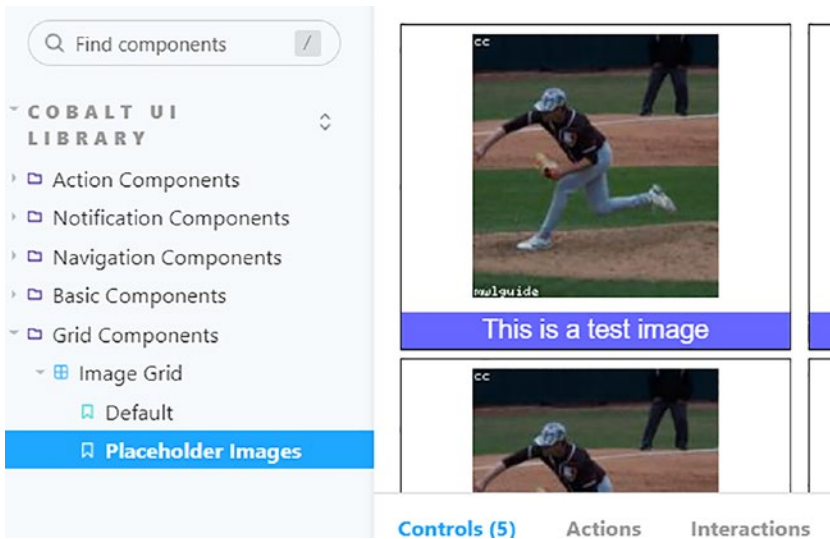 Find components /
COBALT UI
LIBRARY
Action Components
Notification Components
Navigation Components
Basic Components
Grid Components
Image Grid
Default
Placeholder Images
cc
mwlguide
This is a test image
cc
Controls (5) Actions Interactions